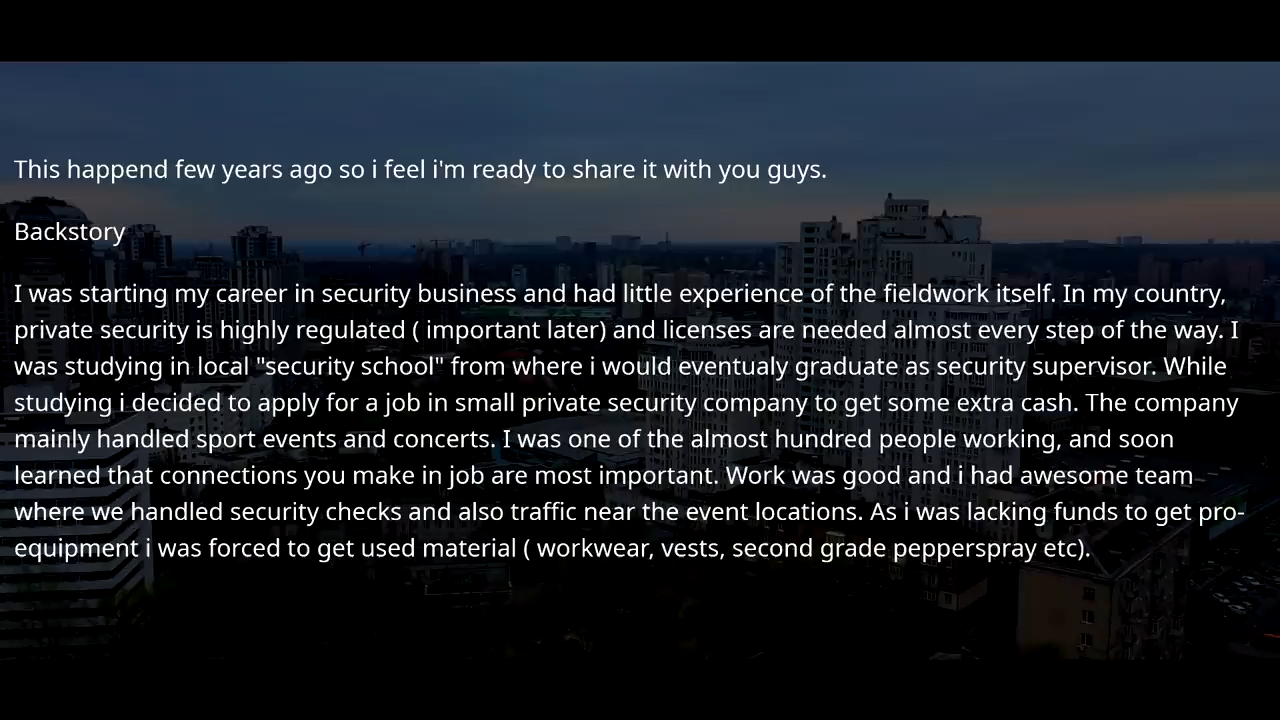 This happend few years ago so i feel i'm ready to share it with you guys.
Backstory
I was starting my career in security business and had little experience of the fieldwork itself. In my country,
private security is highly regulated ( important later) and licenses are needed almost every step of the way. I
was studying in local "security school" from where i would eventualy graduate as security supervisor. While
studying i decided to apply for a job in small private security company to get some extra cash. The company
mainly handled sport events and concerts. I was one of the almost hundred people working, and soon
learned that connections you make in job are most important. Work was good and i had awesome team
where we handled security checks and also traffic near the event locations. As i was lacking funds to get pro-
equipment i was forced to get used material ( workwear, vests, second grade pepperspray etc).